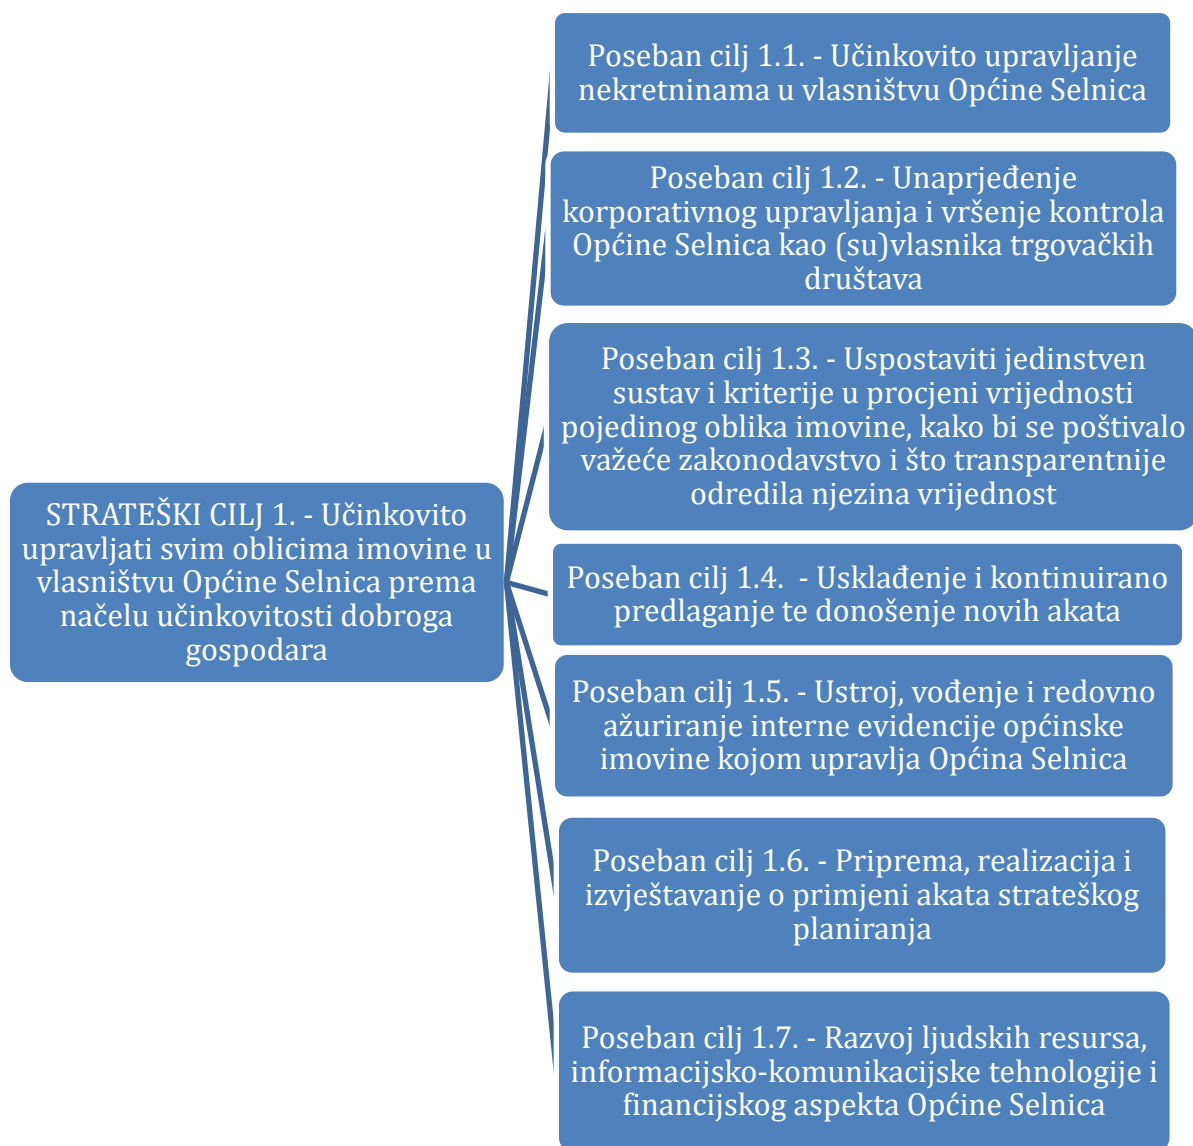 STRATEŠKI CILJ 1. - Učinkovito
upravljati svim oblicima imovine u
vlasništvu Općine Selnica prema
načelu učinkovitosti dobroga
gospodara
Poseban cilj 1.1. - Učinkovito upravljanje
nekretninama u vlasništvu Općine Selnica
Poseban cilj 1.2. - Unaprjeđenje
korporativnog upravljanja i vršenje kontrola
Općine Selnica kao (su)vlasnika trgovačkih
društava
Poseban cilj 1.3. - Uspostaviti jedinstven
sustav i kriterije u procjeni vrijednosti
pojedinog oblika imovine, kako bi se poštivalo
važeće zakonodavstvo i što transparentnije
odredila njezina vrijednost
Poseban cilj 1.4.  - Usklađenje i kontinuirano
predlaganje te donošenje novih akata
Poseban cilj 1.5. - Ustroj, vođenje i redovno
ažuriranje interne evidencije općinske
imovine kojom upravlja Općina Selnica
Poseban cilj 1.6. - Priprema, realizacija i
izvještavanje o primjeni akata strateškog
planiranja
Poseban cilj 1.7. - Razvoj ljudskih resursa,
informacijsko-komunikacijske tehnologije i
financijskog aspekta Općine Selnica